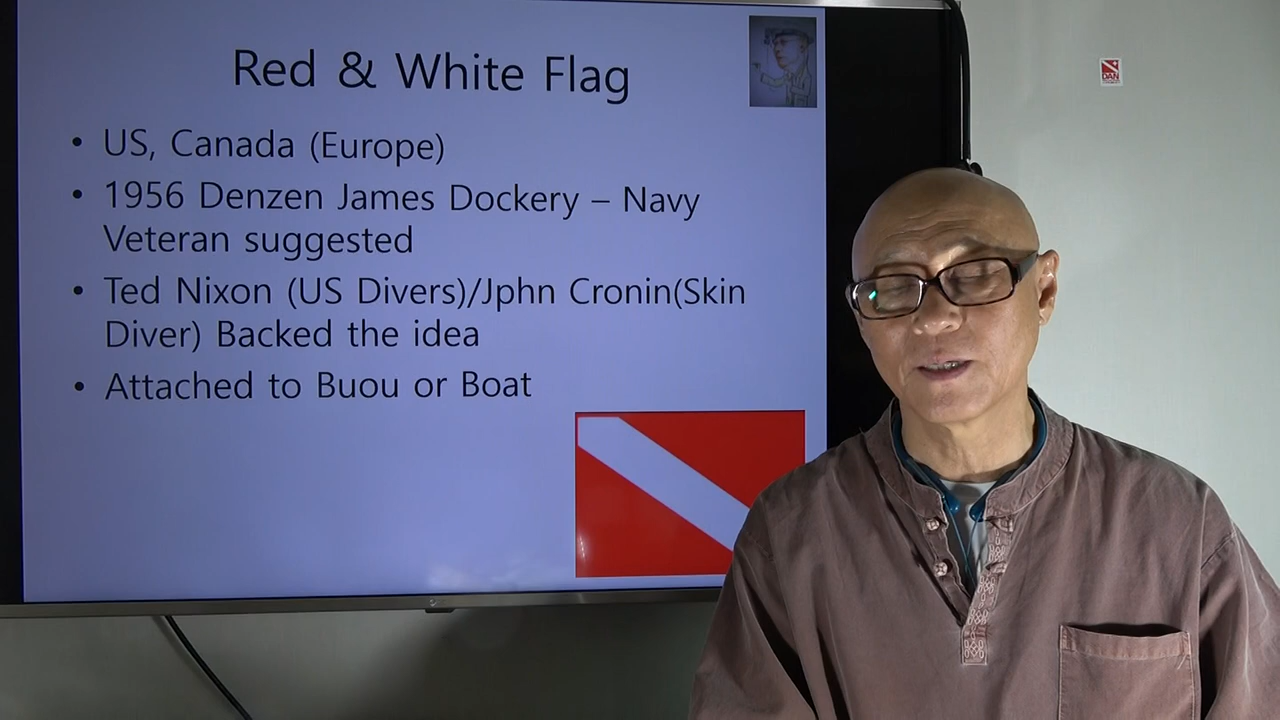 Red & White Flag
• US, Canada (Europe)
• 1956 Denzen James Dockery – Navy
Veteran suggested
• Ted Nixon (US Divers)/Jphn Cronin(Skin
Diver) Backed the idea
• Attached to Buou or Boat
DAN